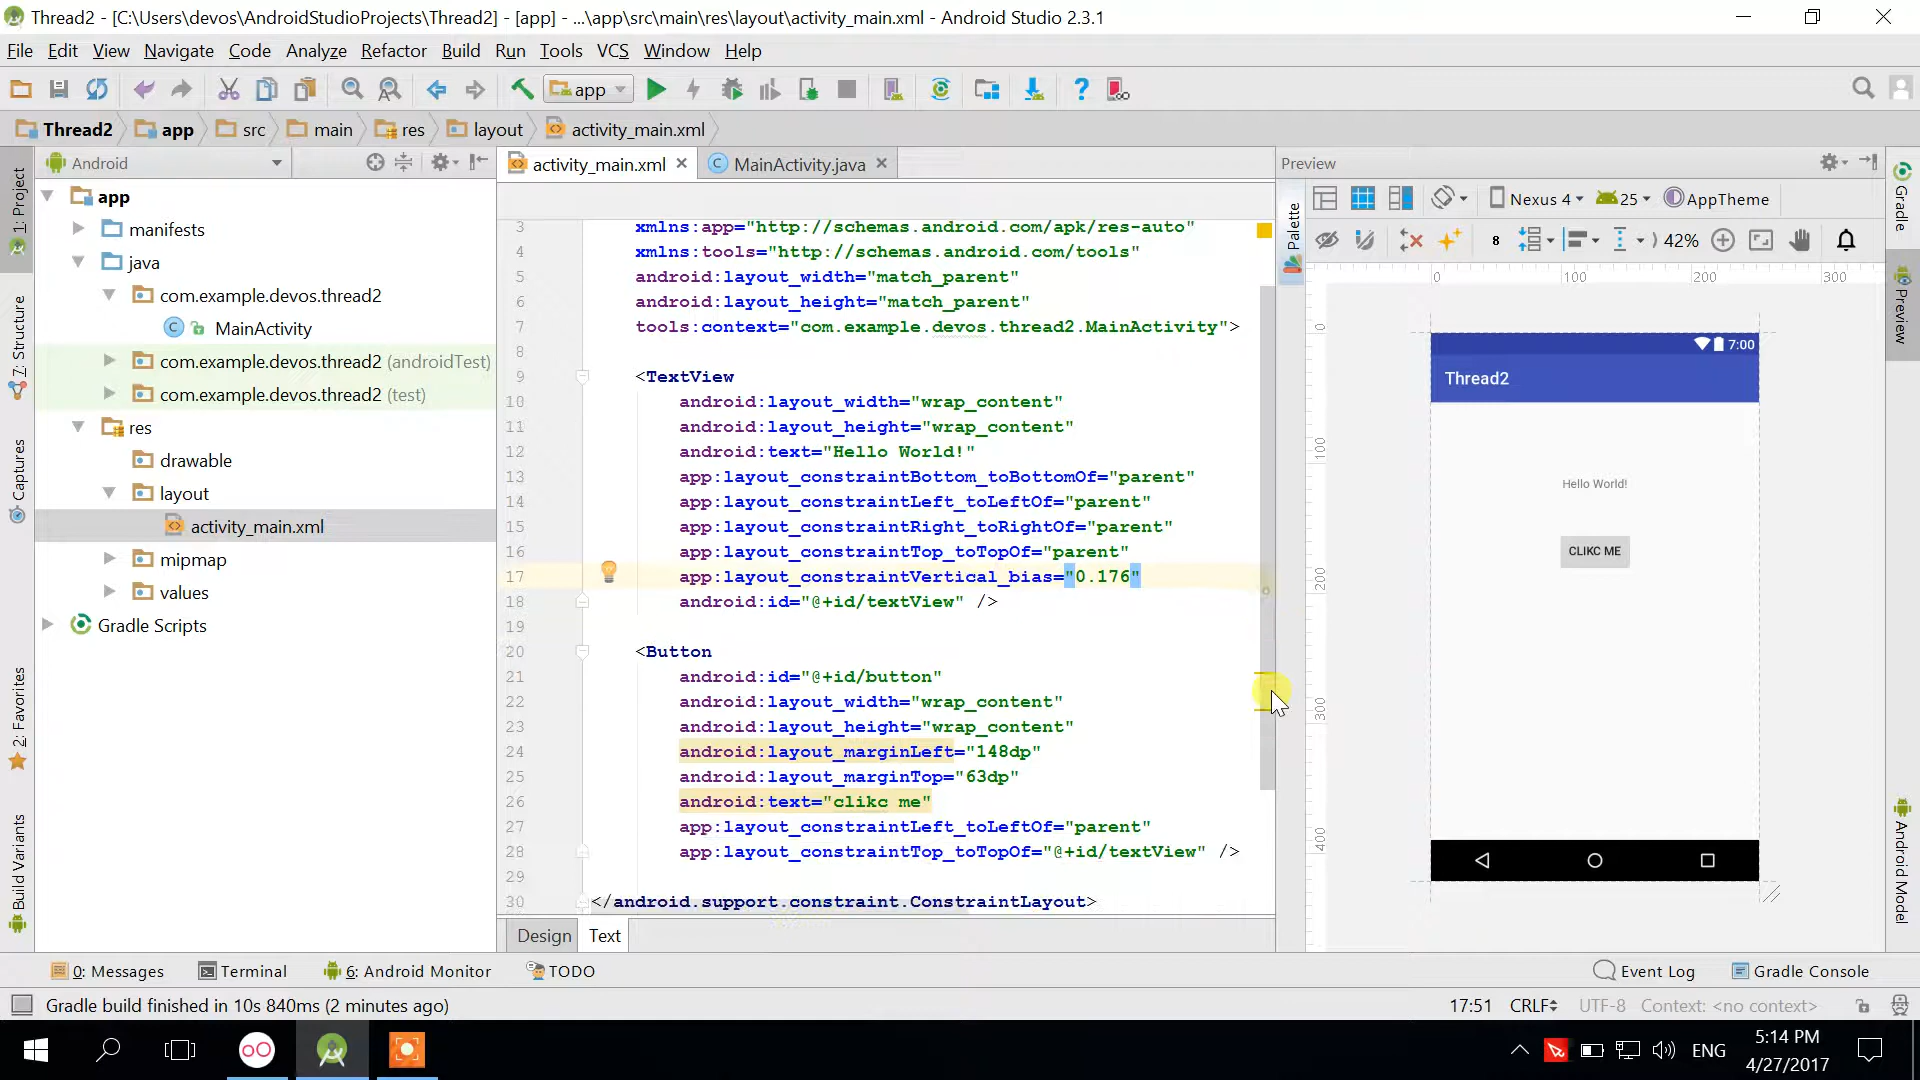 Thread2 - [C:\Users\devos\AndroidStudioProjects\Thread2] - [app] - ...\app\src\main\res\layout\activity_main.xml - Android Studio 2.3.1
File Edit View Navigate Code Analyze Refactor Build Run Tools VCS Window Help
app
Thread2 app src main res layout activity_main.xml
Android
activity_main.xml MainActivity.java
Preview
1: Project
7: Structure
Captures
2: Favorites
Build Variants
app
manifests
java
com.example.devos.thread2
MainActivity
com.example.devos.thread2 (androidTest)
com.example.devos.thread2 (test)
res
drawable
layout
activity_main.xml
mipmap
values
Gradle Scripts
3 xmlns:app="http://schemas.android.com/apk/res-auto"
4 xmlns:tools="http://schemas.android.com/tools"
5 android:layout_width="match_parent"
6 android:layout_height="match_parent"
7 tools:context="com.example.devos.thread2.MainActivity">
8
9 <TextView
10 android:layout_width="wrap_content"
11 android:layout_height="wrap_content"
12 android:text="Hello World!"
13 app:layout_constraintBottom_toBottomOf="parent"
14 app:layout_constraintLeft_toLeftOf="parent"
15 app:layout_constraintRight_toRightOf="parent"
16 app:layout_constraintTop_toTopOf="parent"
17 app:layout_constraintVertical_bias="0.176"
18 android:id="@+id/textView" />
19
20 <Button
21 android:id="@+id/button"
22 android:layout_width="wrap_content"
23 android:layout_height="wrap_content"
24 android:layout_marginLeft="148dp"
25 android:layout_marginTop="63dp"
26 android:text="clikc me"
27 app:layout_constraintLeft_toLeftOf="parent"
28 app:layout_constraintTop_toTopOf="@+id/textView" />
29
30 </android.support.constraint.ConstraintLayout>
Design Text
Palette
Nexus 4 25 AppTheme
8 42%
0 100 200 300
0
100
200
300
400
7:00
Thread2
Hello World!
CLIKC ME
Gradle
Preview
Android Model
0: Messages Terminal 6: Android Monitor TODO Event Log Gradle Console
Gradle build finished in 10s 840ms (2 minutes ago) 17:51 CRLF UTF-8 Context: <no context>
ENG
5:14 PM
4/27/2017